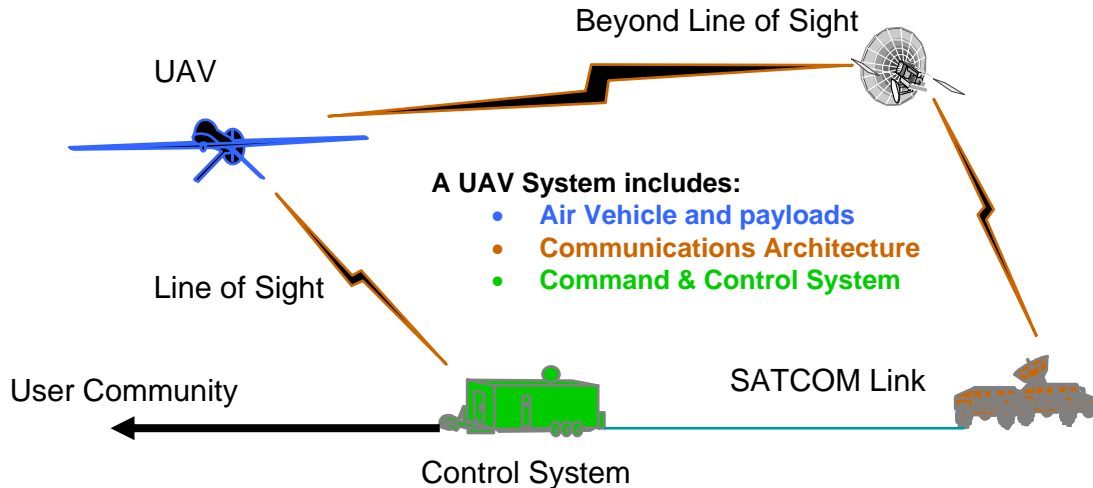 Beyond Line of Sight
UAV
A UAV System includes:
• Air Vehicle and payloads
• Communications Architecture
• Command & Control System
Line of Sight
User Community
SATCOM Link
Control System